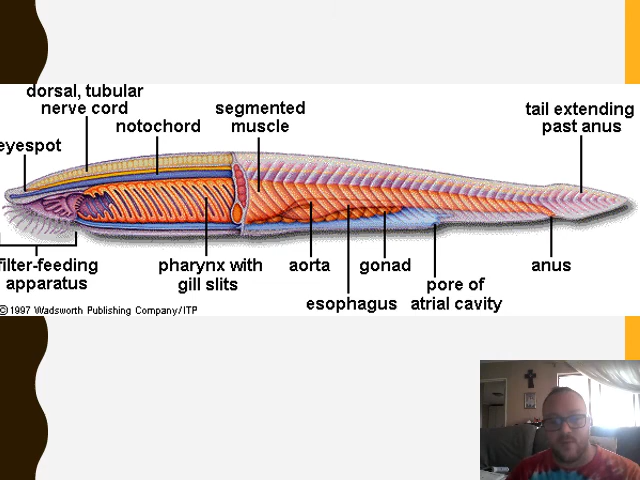 dorsal, tubular
nerve cord
segmented
muscle
tail extending
past anus
notochord
eyespot
filter-feeding
apparatus
pharynx with
gill slits
aorta
gonad
esophagus
pore of
atrial cavity
anus
© 1997 Wadsworth Publishing Company/ITP